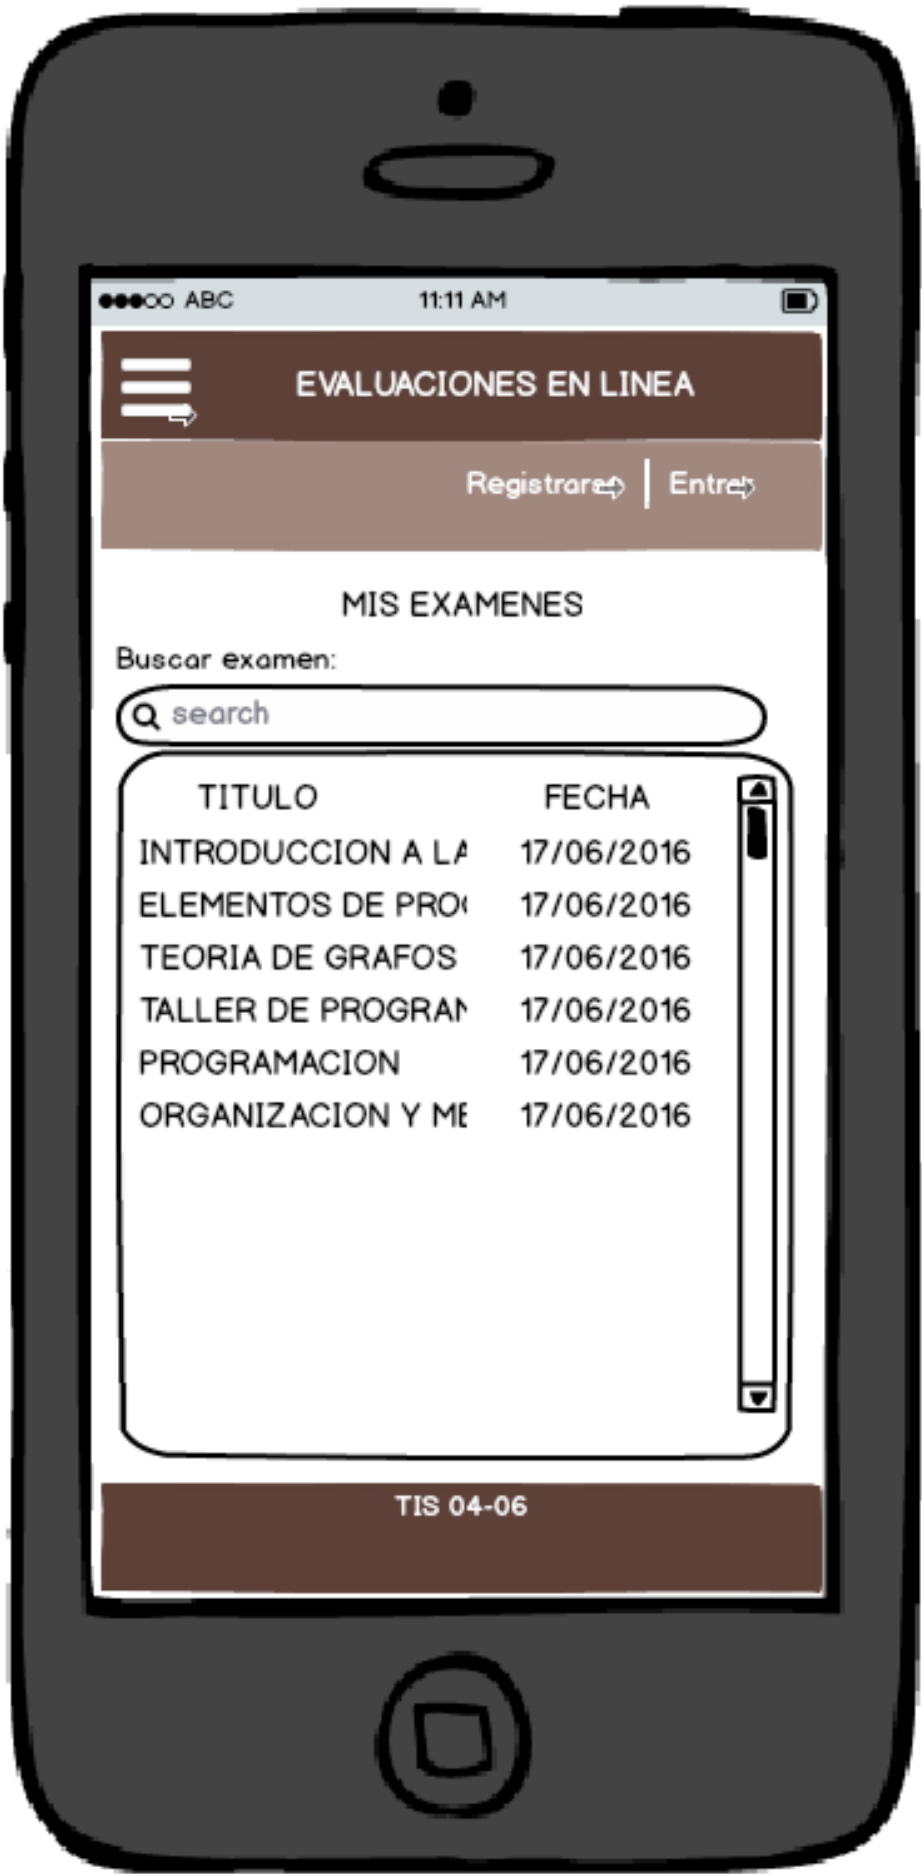 ABC 11:11 AM
EVALUACIONES EN LINEA
Registrarse Entrar
MIS EXAMENES
Buscar examen:
search
TITULO FECHA
INTRODUCCION A LA 17/06/2016
ELEMENTOS DE PROG 17/06/2016
TEORIA DE GRAFOS 17/06/2016
TALLER DE PROGRAM 17/06/2016
PROGRAMACION 17/06/2016
ORGANIZACION Y ME 17/06/2016
TIS 04-06